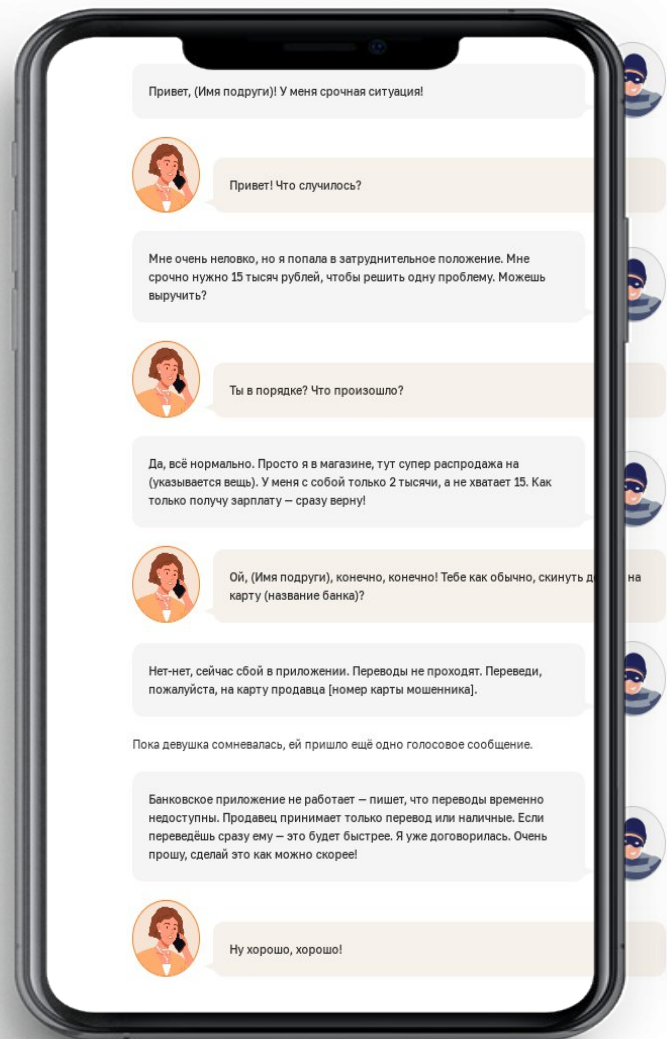 Привет, (Имя подруги)! У меня срочная ситуация!
Привет! Что случилось?
Мне очень неловко, но я попала в затруднительное положение. Мне
срочно нужно 15 тысяч рублей, чтобы решить одну проблему. Можешь
выручить?
Ты в порядке? Что произошло?
Да, всё нормально. Просто я в магазине, тут супер распродажа на
(указывается вещь). У меня с собой только 2 тысячи, а не хватает 15. Как
только получу зарплату – сразу верну!
Ой, (Имя подруги), конечно, конечно! Тебе как обычно, скинуть на
карту (название банка)?
Нет-нет, сейчас сбой в приложении. Переводы не проходят. Переведи,
пожалуйста, на карту продавца [номер карты мошенника].
Пока девушка сомневалась, ей пришло ещё одно голосовое сообщение.
Банковское приложение не работает – пишет, что переводы временно
недоступны. Продавец принимает только перевод или наличные. Если
переведёшь сразу ему – это будет быстрее. Я уже договорилась. Очень
прошу, сделай это как можно скорее!
Ну хорошо, хорошо!